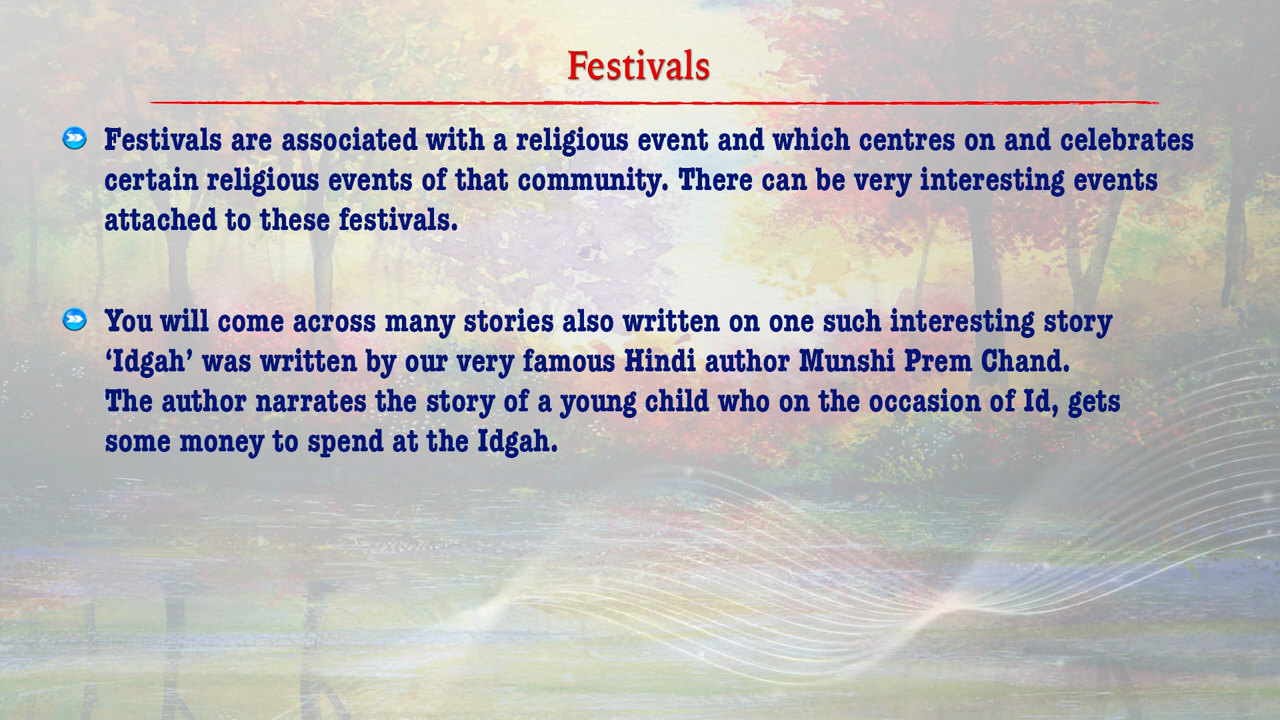 Festivals
Festivals are associated with a religious event and which centres on and celebrates
certain religious events of that community. There can be very interesting events
attached to these festivals.
You will come across many stories also written on one such interesting story
‘Idgah’ was written by our very famous Hindi author Munshi Prem Chand.
The author narrates the story of a young child who on the occasion of Id, gets
some money to spend at the Idgah.